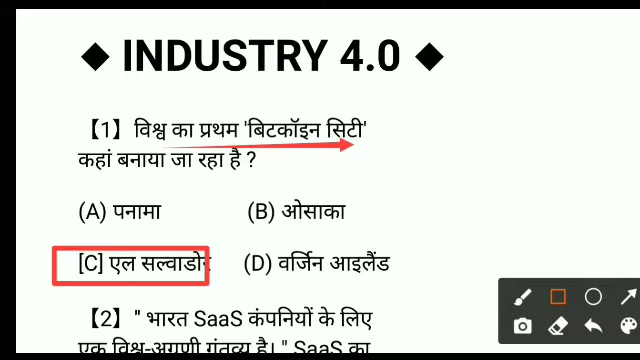 ◆ INDUSTRY 4.0 ◆
【1】 विश्व का प्रथम 'बिटकॉइन सिटी'
कहां बनाया जा रहा है ?
(A) पनामा (B) ओसाका
[C] एल सल्वाडोर (D) वर्जिन आइलैंड
【2】 " भारत SaaS कंपनियों के लिए
एक विश्व-अग्रणी गंतव्य है। " SaaS का